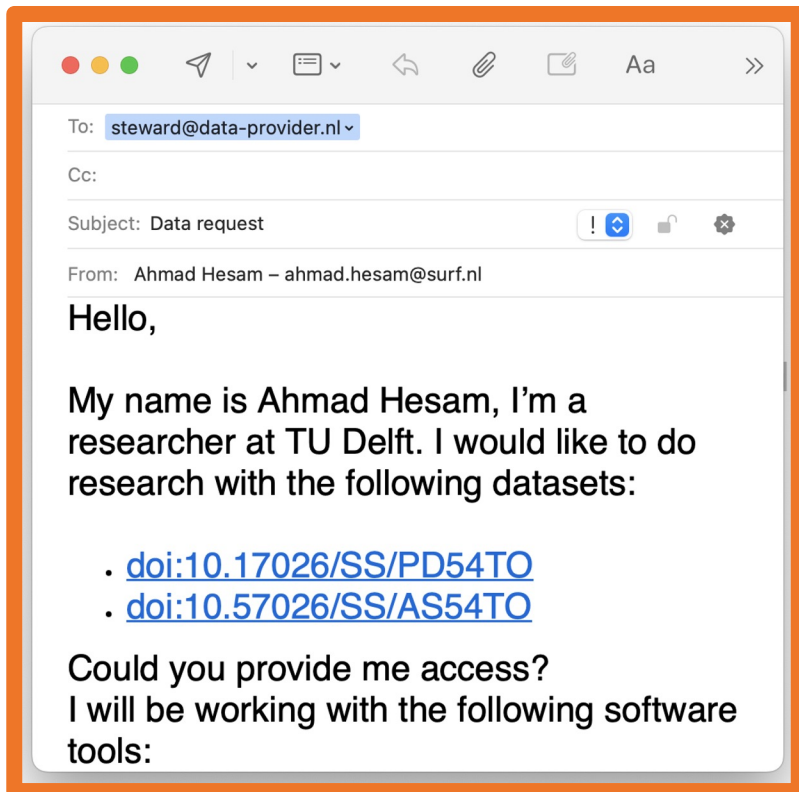 Aa
To: steward@data-provider.nl
Cc:
Subject: Data request !
From: Ahmad Hesam – ahmad.hesam@surf.nl
Hello,
My name is Ahmad Hesam, I’m a
researcher at TU Delft. I would like to do
research with the following datasets:
• doi:10.17026/SS/PD54TO
• doi:10.57026/SS/AS54TO
Could you provide me access?
I will be working with the following software
tools: